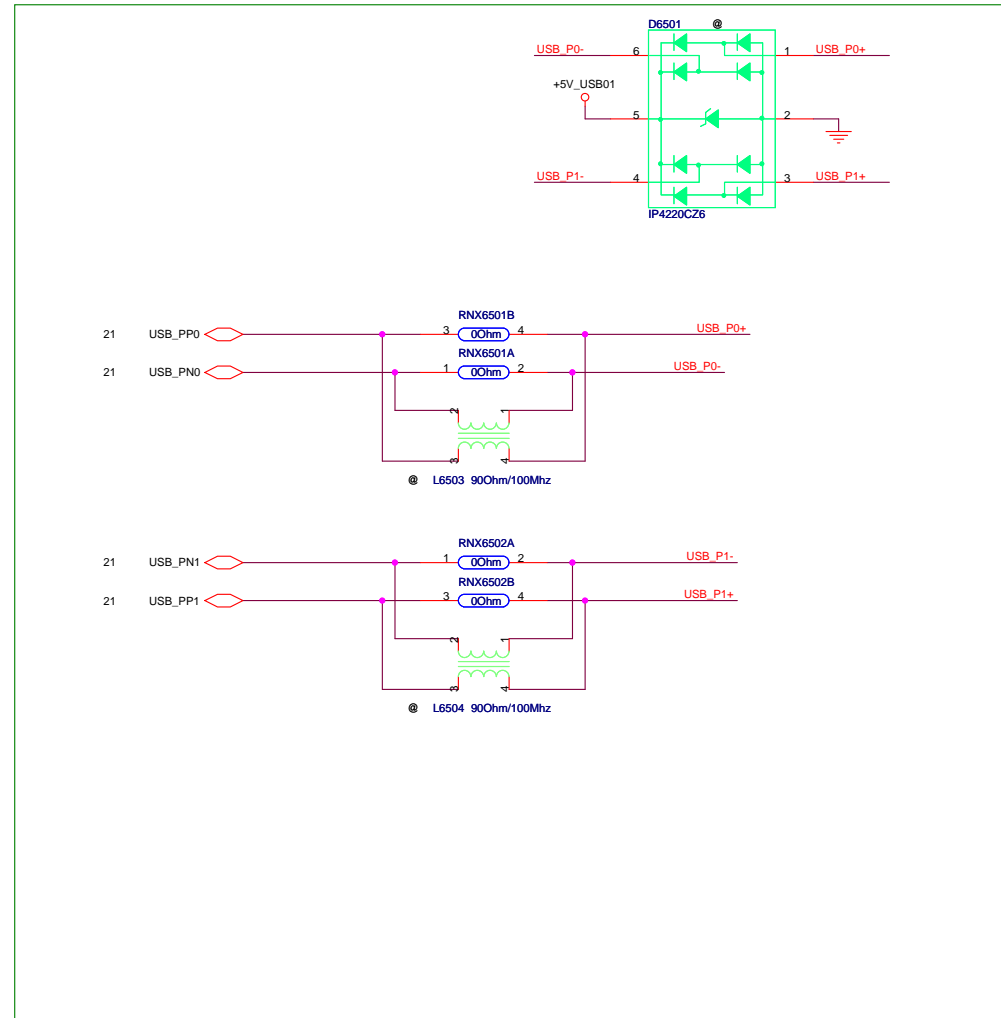 D6501 @
USB_P0- 6 1 USB_P0+
+5V_USB01
5 2
USB_P1- 4 3 USB_P1+
IP4220CZ6
RNX6501B
21 USB_PP0 3 0Ohm 4 USB_P0+
RNX6501A
21 USB_PN0 1 0Ohm 2 USB_P0-
2 1
3 4
@ L6503 90Ohm/100Mhz
RNX6502A
21 USB_PN1 1 0Ohm 2 USB_P1-
RNX6502B
21 USB_PP1 3 0Ohm 4 USB_P1+
2 1
3 4
@ L6504 90Ohm/100Mhz